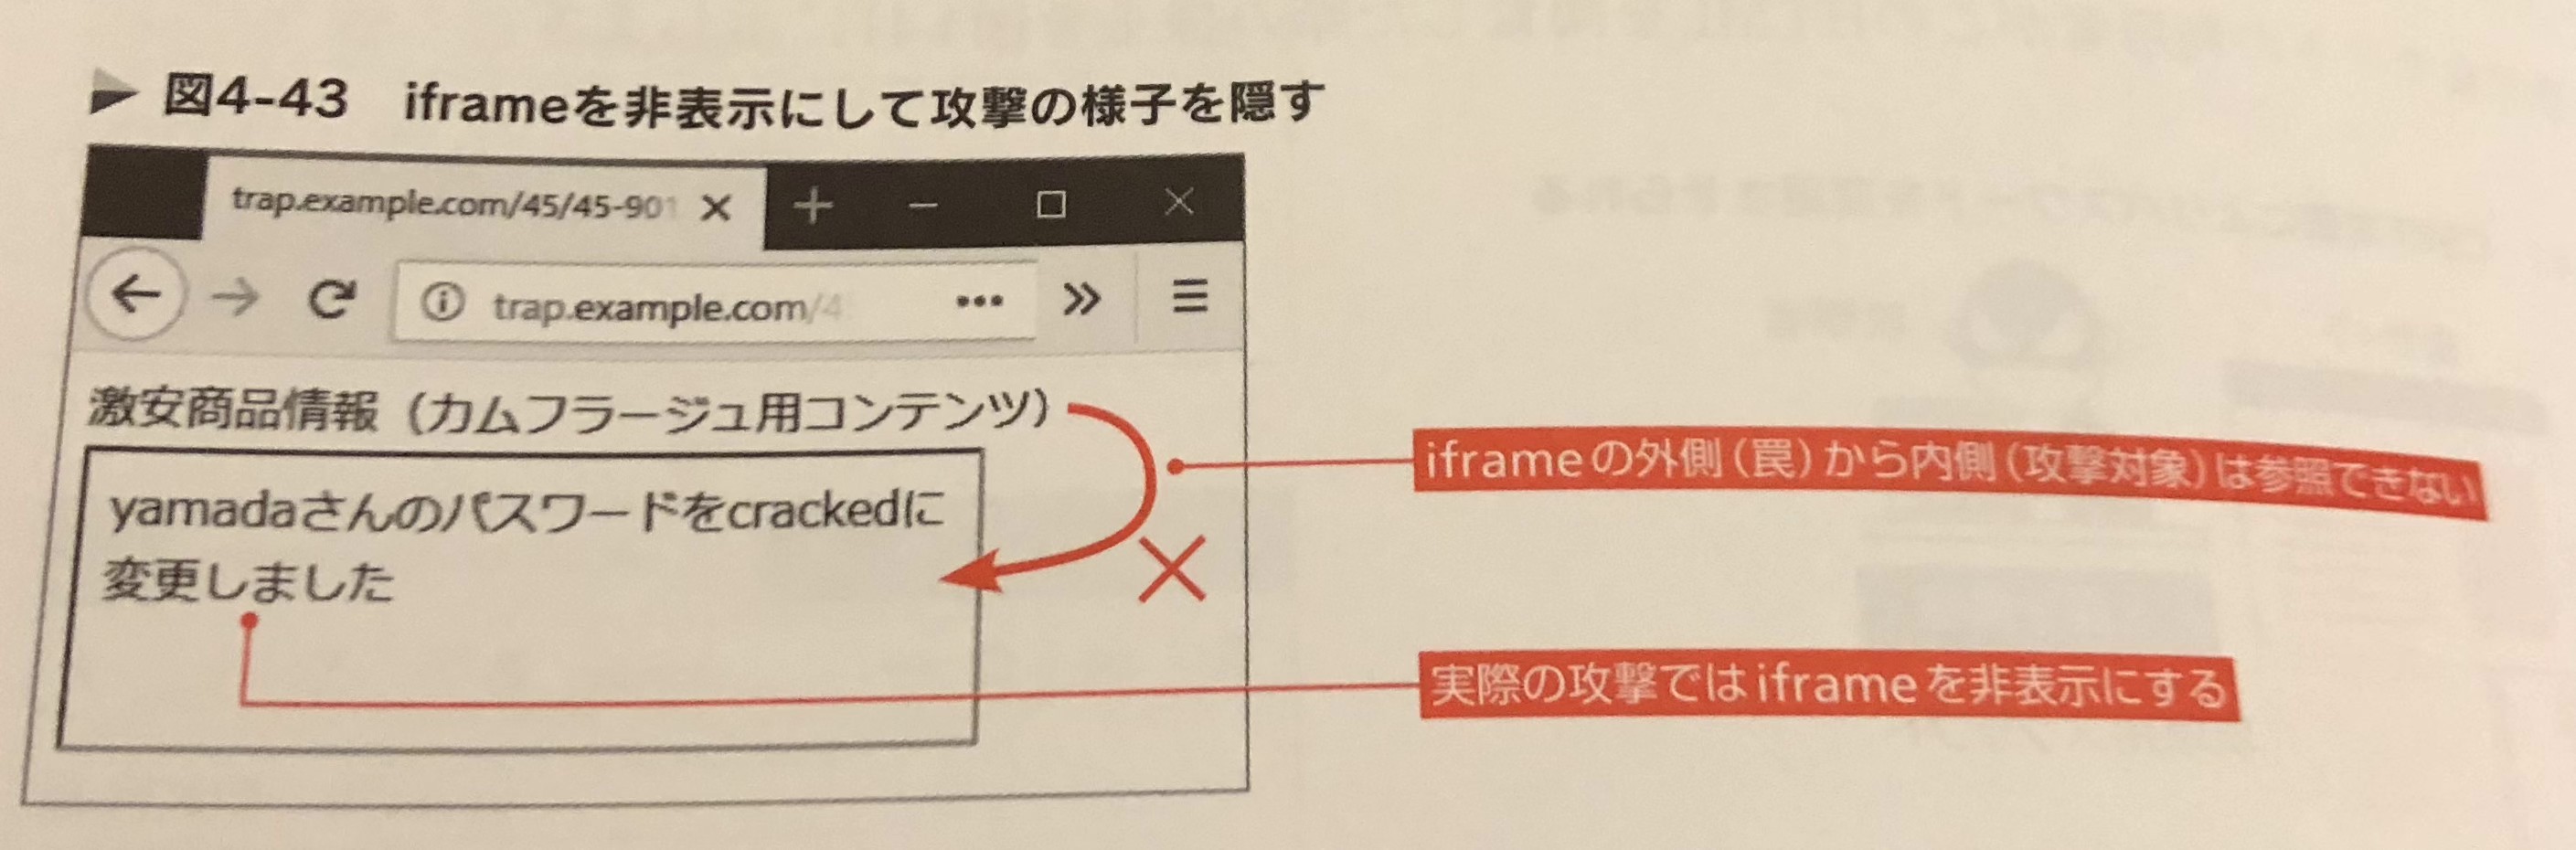 図4-43 iframeを非表示にして攻撃の様子を隠す
trap.example.com/45/45-901
trap.example.com/4
激安商品情報（カムフラージュ用コンテンツ）
iframeの外側（罠）から内側（攻撃対象）は参照できない
yamadaさんのパスワードをcrackedに
変更しました
実際の攻撃ではiframeを非表示にする